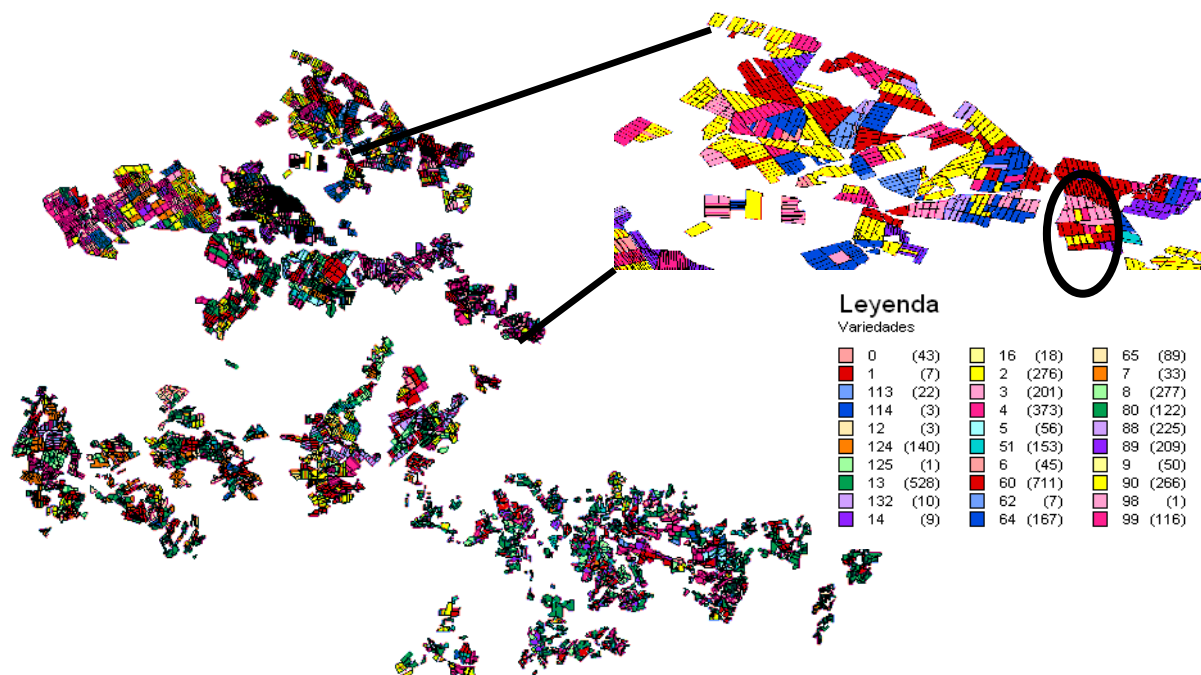 Leyenda
Variedades
0 (43) 16 (18) 65 (89)
1 (7) 2 (276) 7 (33)
113 (22) 3 (201) 8 (277)
114 (3) 4 (373) 80 (122)
12 (3) 5 (56) 88 (225)
124 (140) 51 (153) 89 (209)
125 (1) 6 (45) 9 (50)
13 (528) 60 (711) 90 (266)
132 (10) 62 (7) 98 (1)
14 (9) 64 (167) 99 (116)